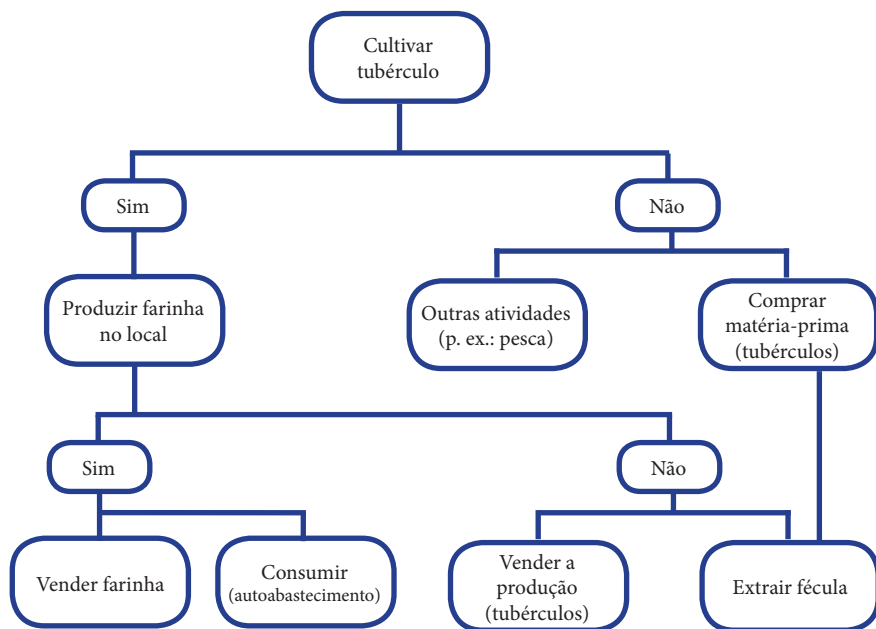 Cultivar
tubérculo
Sim
Não
Produzir farinha
no local
Outras atividades
(p. ex.: pesca)
Comprar
matéria-prima
(tubérculos)
Sim
Não
Vender farinha
Consumir
(autoabastecimento)
Vender a
produção
(tubérculos)
Extrair fécula